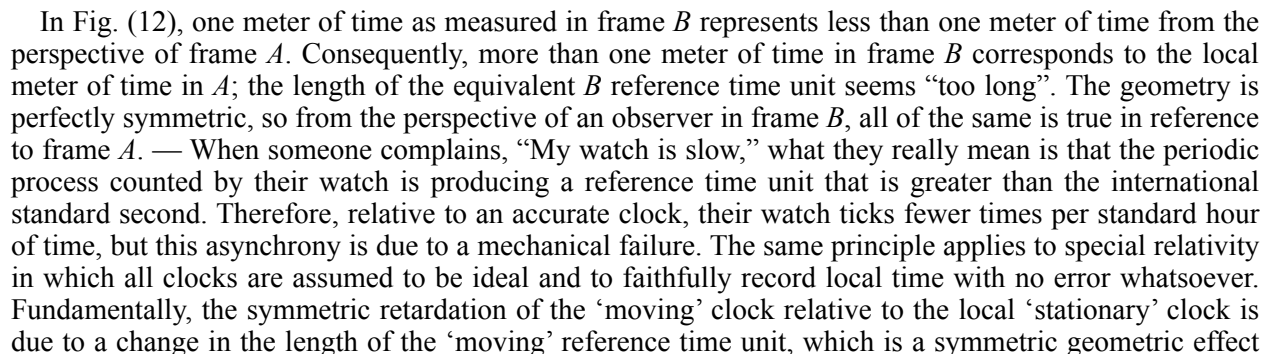 In Fig. (12), one meter of time as measured in frame B represents less than one meter of time from the
perspective of frame A. Consequently, more than one meter of time in frame B corresponds to the local
meter of time in A; the length of the equivalent B reference time unit seems “too long”. The geometry is
perfectly symmetric, so from the perspective of an observer in frame B, all of the same is true in reference
to frame A. — When someone complains, “My watch is slow,” what they really mean is that the periodic
process counted by their watch is producing a reference time unit that is greater than the international
standard second. Therefore, relative to an accurate clock, their watch ticks fewer times per standard hour
of time, but this asynchrony is due to a mechanical failure. The same principle applies to special relativity
in which all clocks are assumed to be ideal and to faithfully record local time with no error whatsoever.
Fundamentally, the symmetric retardation of the ‘moving’ clock relative to the local ‘stationary’ clock is
due to a change in the length of the ‘moving’ reference time unit, which is a symmetric geometric effect